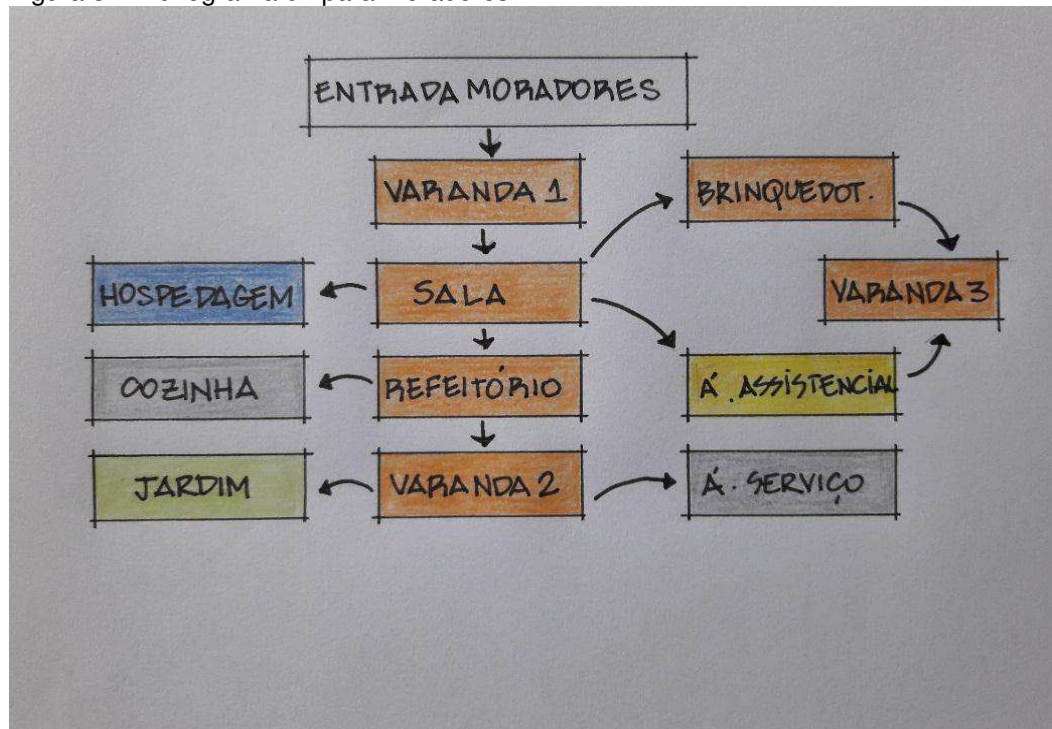 ENTRADA MORADORES
VARANDA 1
BRINQUEDOT.
HOSPEDAGEM
SALA
VARANDA 3
COZINHA
REFEITÓRIO
Á. ASSISTENCIAL
JARDIM
VARANDA 2
Á. SERVIÇO